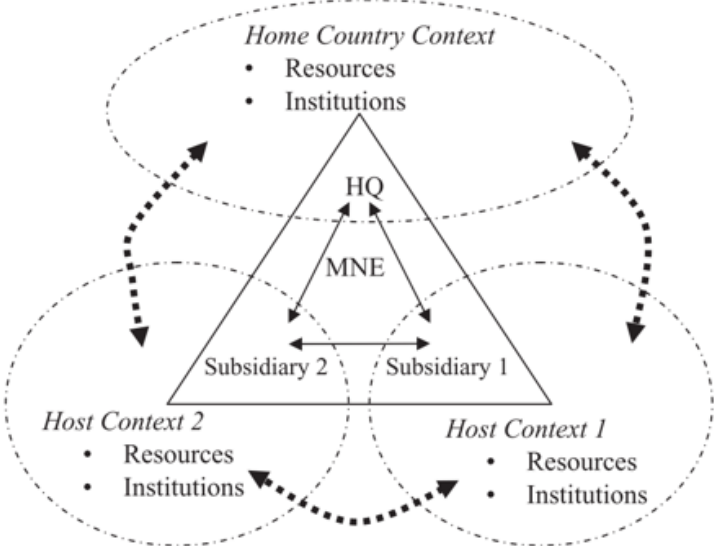 Home Country Context
• Resources
• Institutions
HQ
MNE
Subsidiary 2
Subsidiary 1
Host Context 2
• Resources
• Institutions
Host Context 1
• Resources
• Institutions